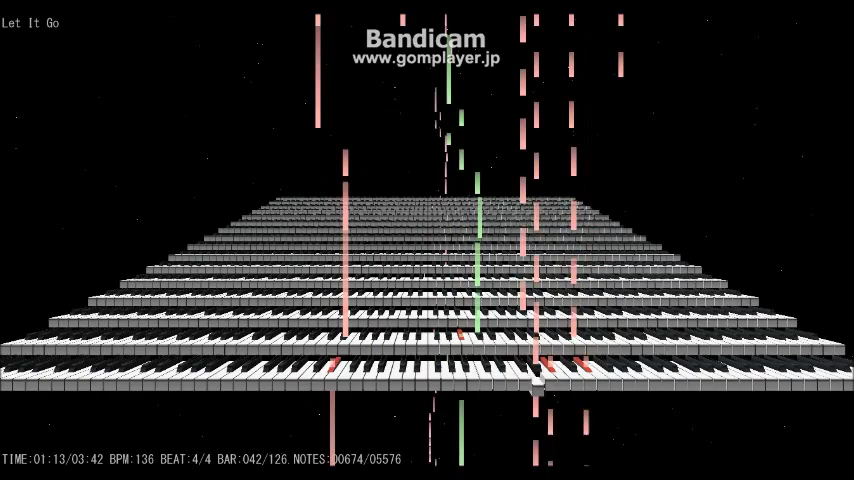 Let It Go
Bandicam
www.gomplayer.jp
TIME:01:13/03:42 BPM:136 BEAT:4/4 BAR:042/126 NOTES:00674/05576